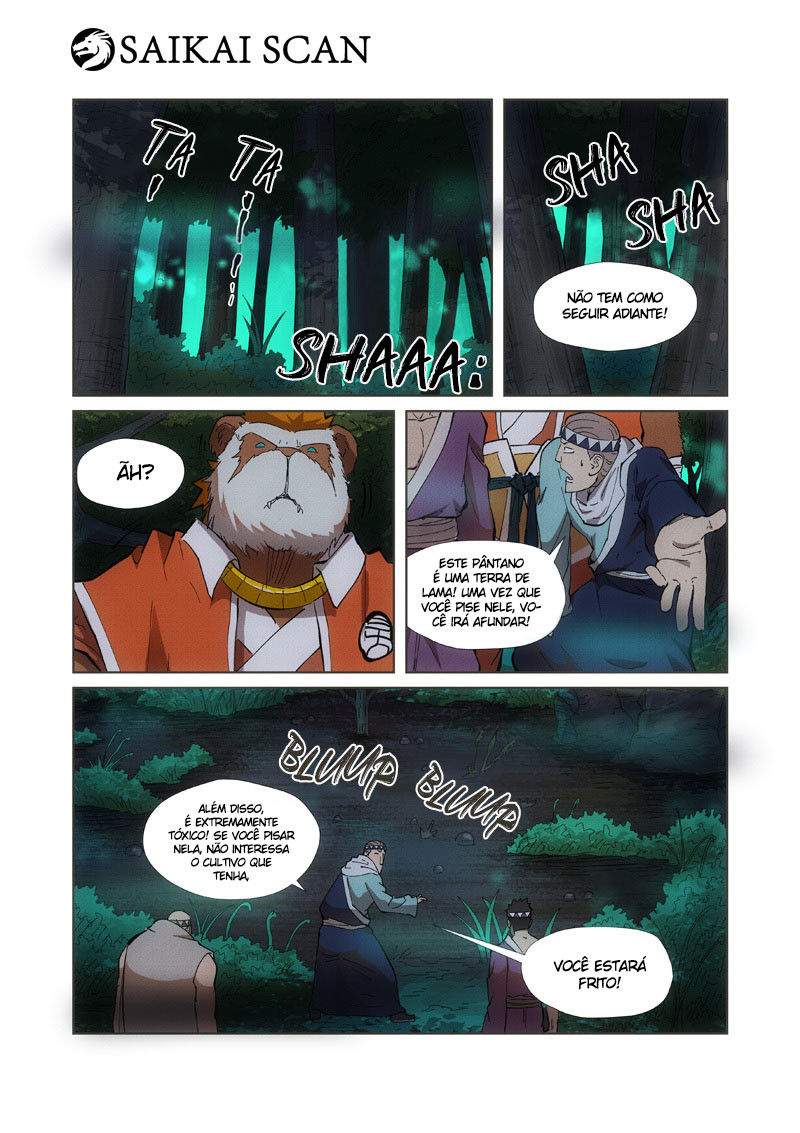 SAIKAI SCAN
TA
TA
SHAAA
SHA
SHA
NÃO TEM COMO
SEGUIR ADIANTE!
ÃH?
ESTE PÂNTANO
É UMA TERRA DE
LAMA! UMA VEZ QUE
VOCÊ PISE NELE, VO-
CÊ IRÁ AFUNDAR!
BLUUP
BLUUP
ALÉM DISSO,
É EXTREMAMENTE
TÓXICO! SE VOCÊ PISAR
NELA, NÃO INTERESSA
O CULTIVO QUE
TENHA,
VOCÊ ESTARÁ
FRITO!